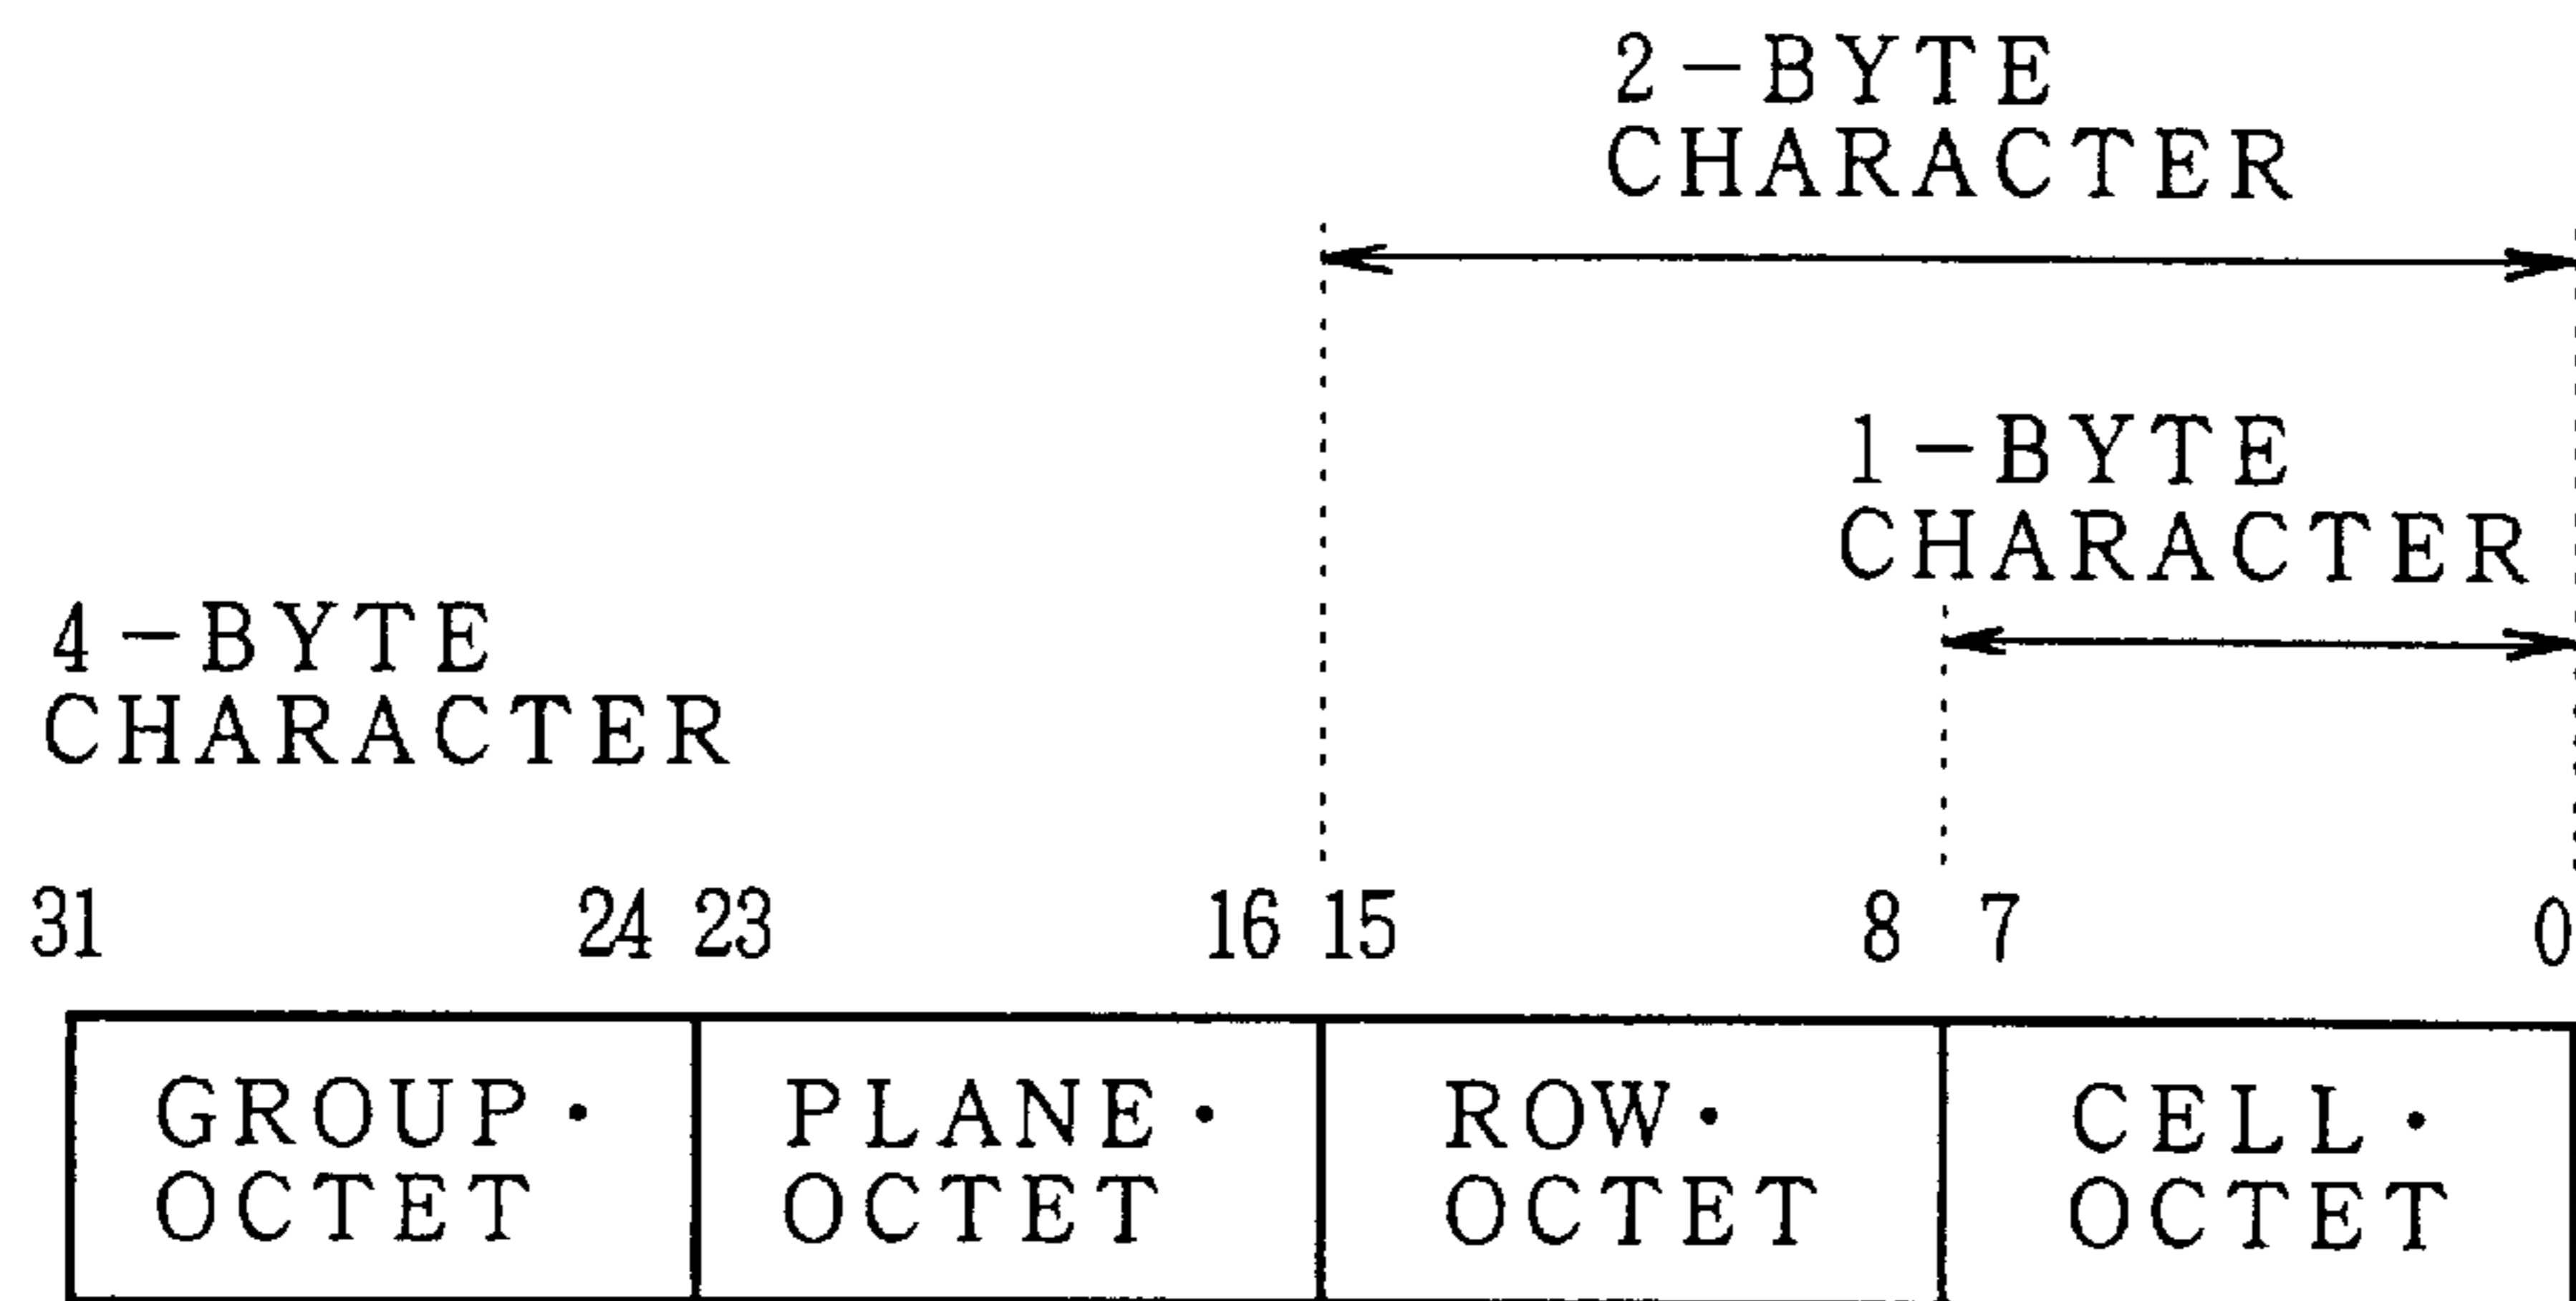 2-BYTE
CHARACTER
1-BYTE
CHARACTER
4-BYTE
CHARACTER
31 24 23 16 15 8 7 0
GROUP· PLANE· ROW· CELL·
OCTET OCTET OCTET OCTET